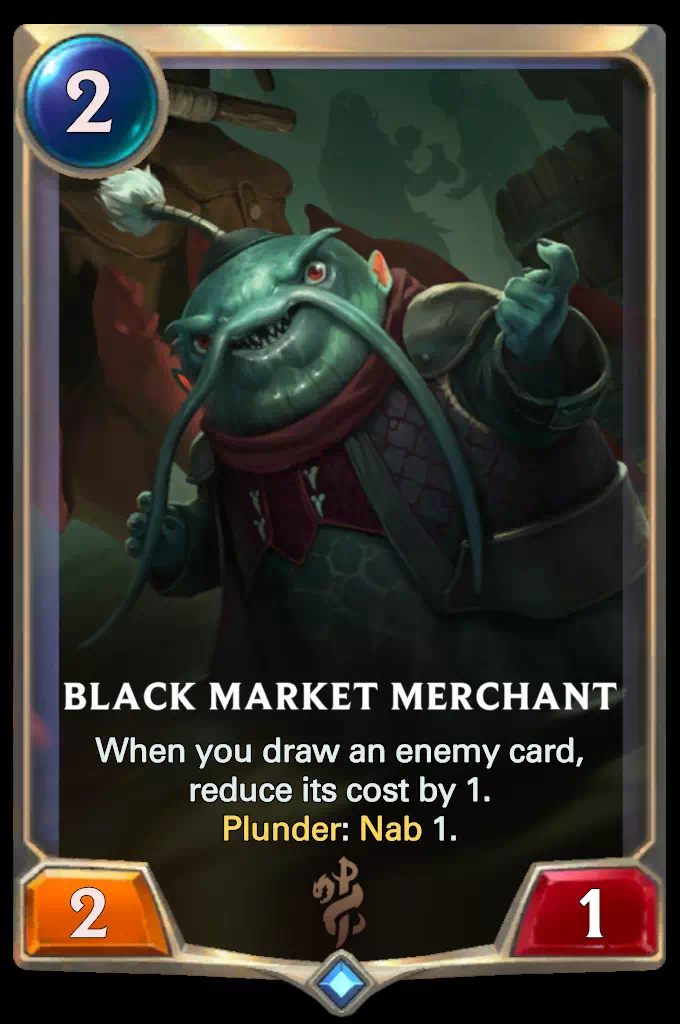 2
BLACK MARKET MERCHANT
When you draw an enemy card,
reduce its cost by 1.
Plunder: Nab 1.
2
1